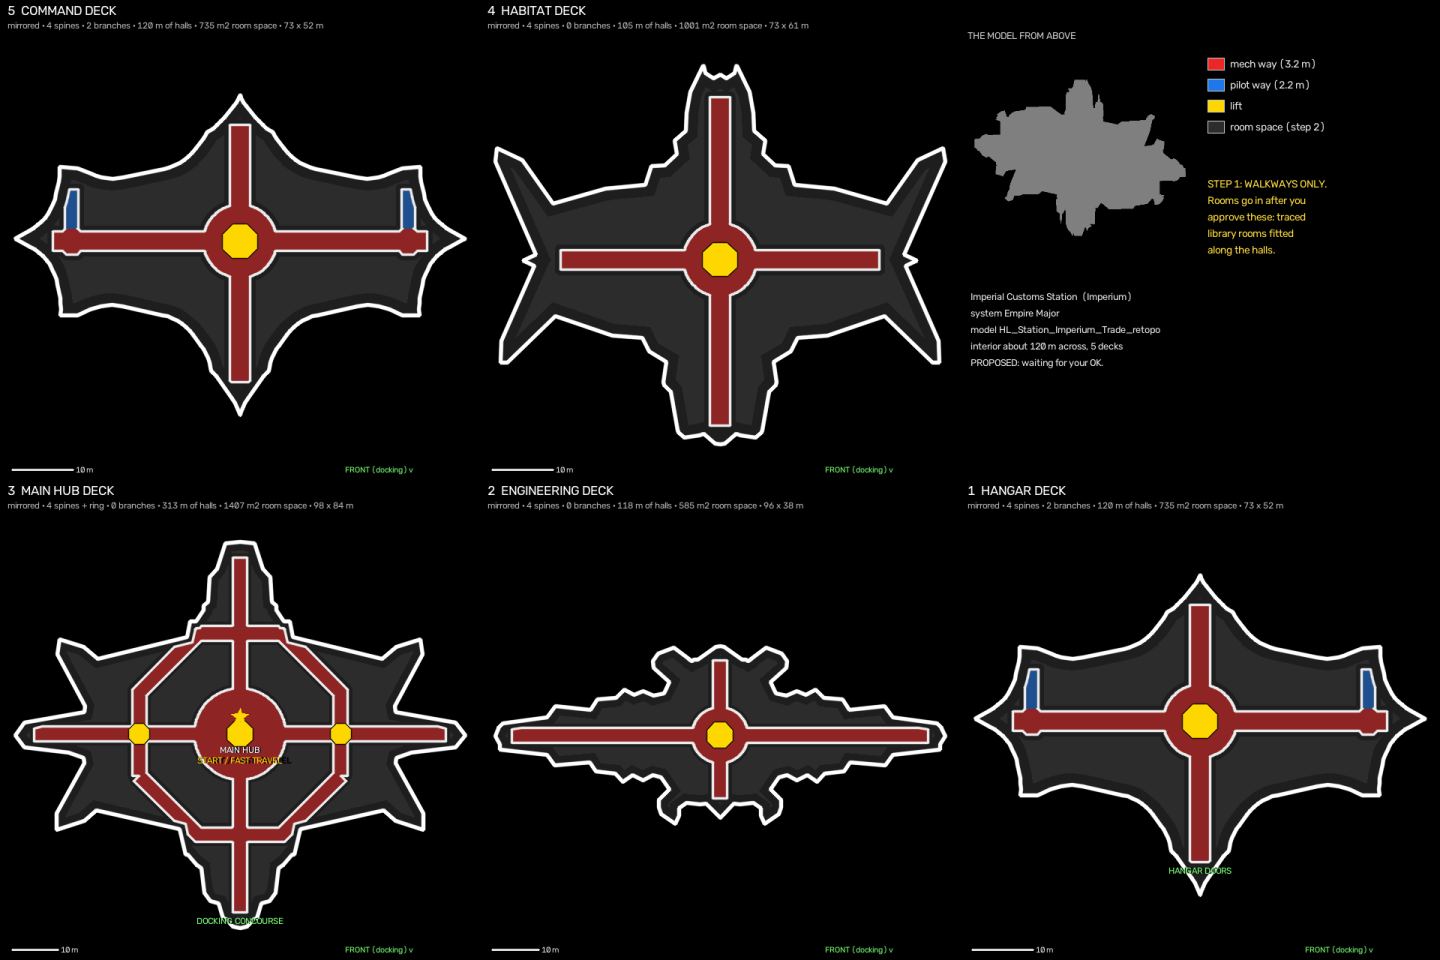 5 COMMAND DECK
mirrored • 4 spines • 2 branches • 120 m of halls • 735 m2 room space • 73 x 52 m
10 m
FRONT (docking) v
4 HABITAT DECK
mirrored • 4 spines • 0 branches • 105 m of halls • 1001 m2 room space • 73 x 61 m
10 m
FRONT (docking) v
THE MODEL FROM ABOVE
mech way (3.2 m)
pilot way (2.2 m)
lift
room space (step 2)
STEP 1: WALKWAYS ONLY.
Rooms go in after you
approve these: traced
library rooms fitted
along the halls.
Imperial Customs Station (Imperium)
system Empire Major
model HL_Station_Imperium_Trade_retopo
interior about 120 m across, 5 decks
PROPOSED: waiting for your OK.
3 MAIN HUB DECK
mirrored • 4 spines + ring • 0 branches • 313 m of halls • 1407 m2 room space • 98 x 84 m
MAIN HUB
START / FAST TRAVEL
DOCKING CONCOURSE
10 m
FRONT (docking) v
2 ENGINEERING DECK
mirrored • 4 spines • 0 branches • 118 m of halls • 585 m2 room space • 96 x 38 m
10 m
FRONT (docking) v
1 HANGAR DECK
mirrored • 4 spines • 2 branches • 120 m of halls • 735 m2 room space • 73 x 52 m
HANGAR DOORS
10 m
FRONT (docking) v